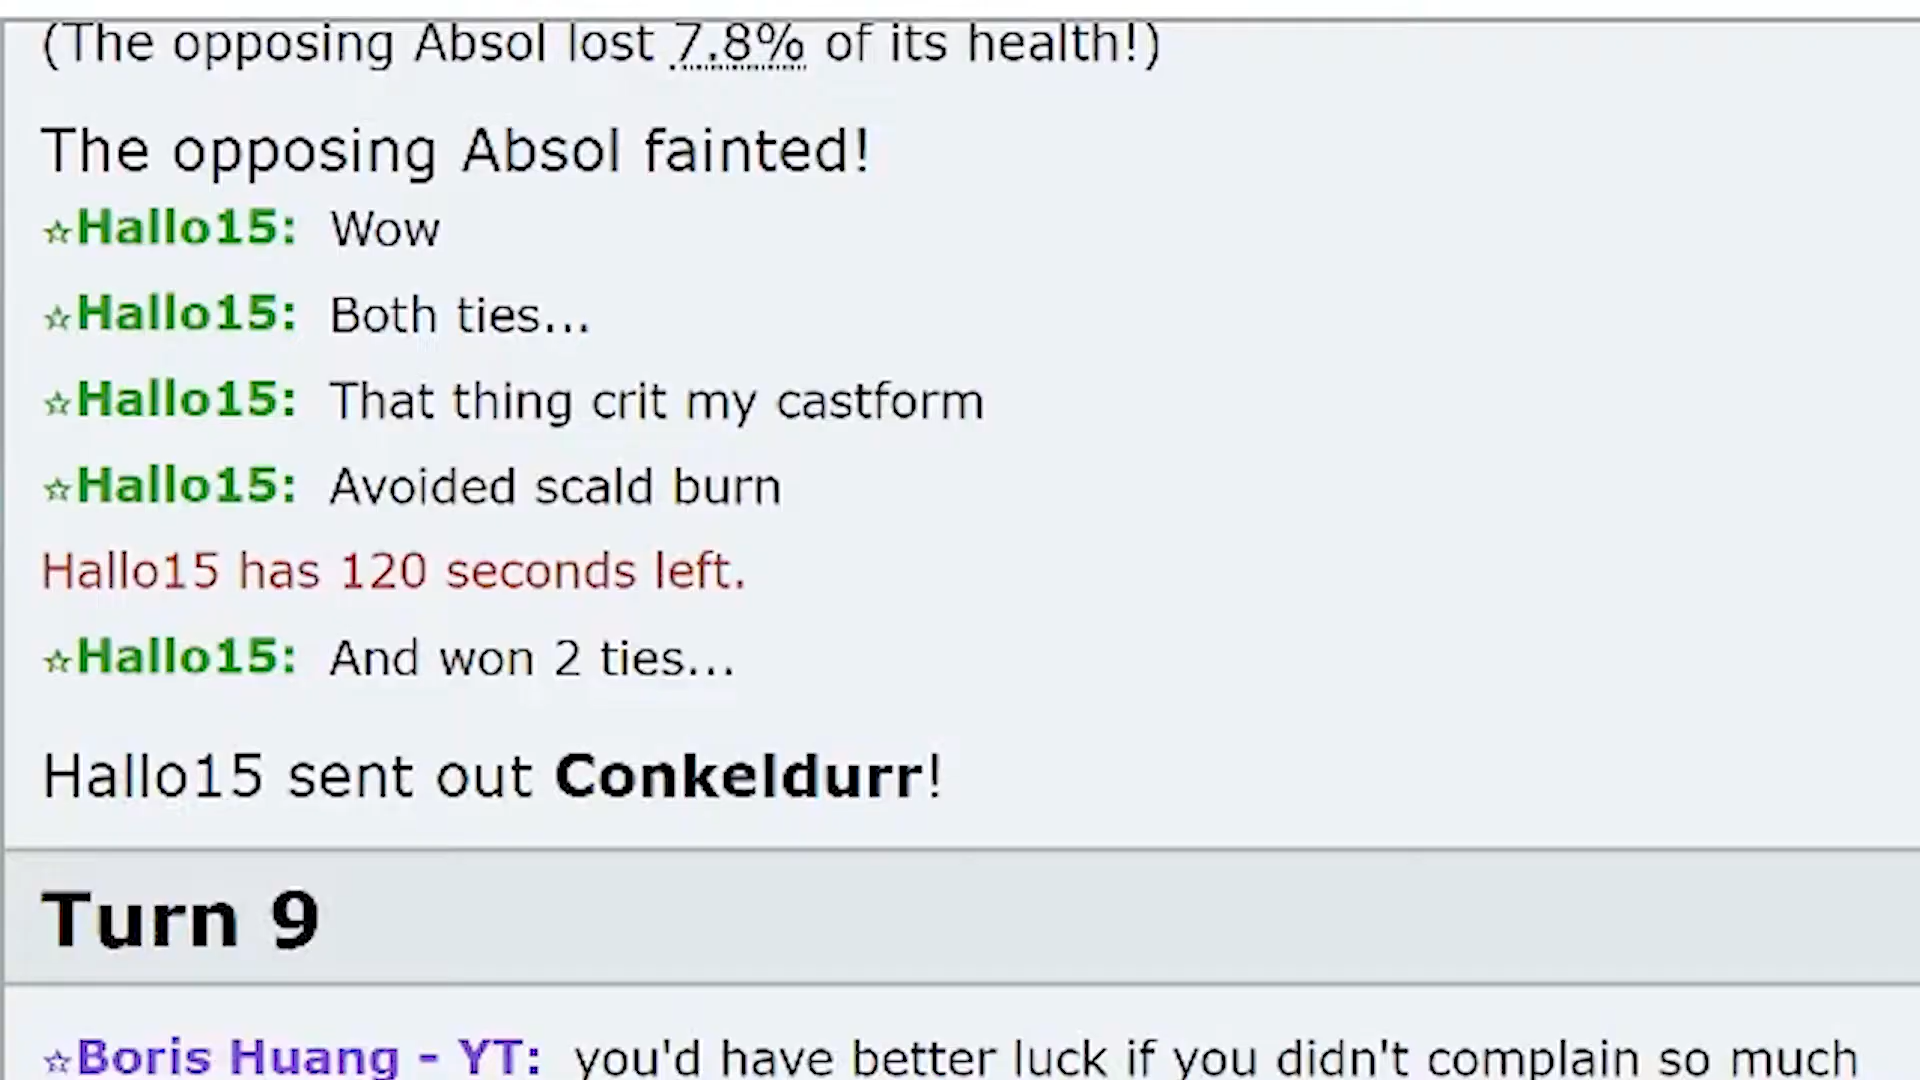 (The opposing Absol lost 7.8% of its health!)
The opposing Absol fainted!
☆Hallo15: Wow
☆Hallo15: Both ties...
☆Hallo15: That thing crit my castform
☆Hallo15: Avoided scald burn
Hallo15 has 120 seconds left.
☆Hallo15: And won 2 ties...
Hallo15 sent out Conkeldurr!
Turn 9
☆Boris Huang - YT: you'd have better luck if you didn't complain so much